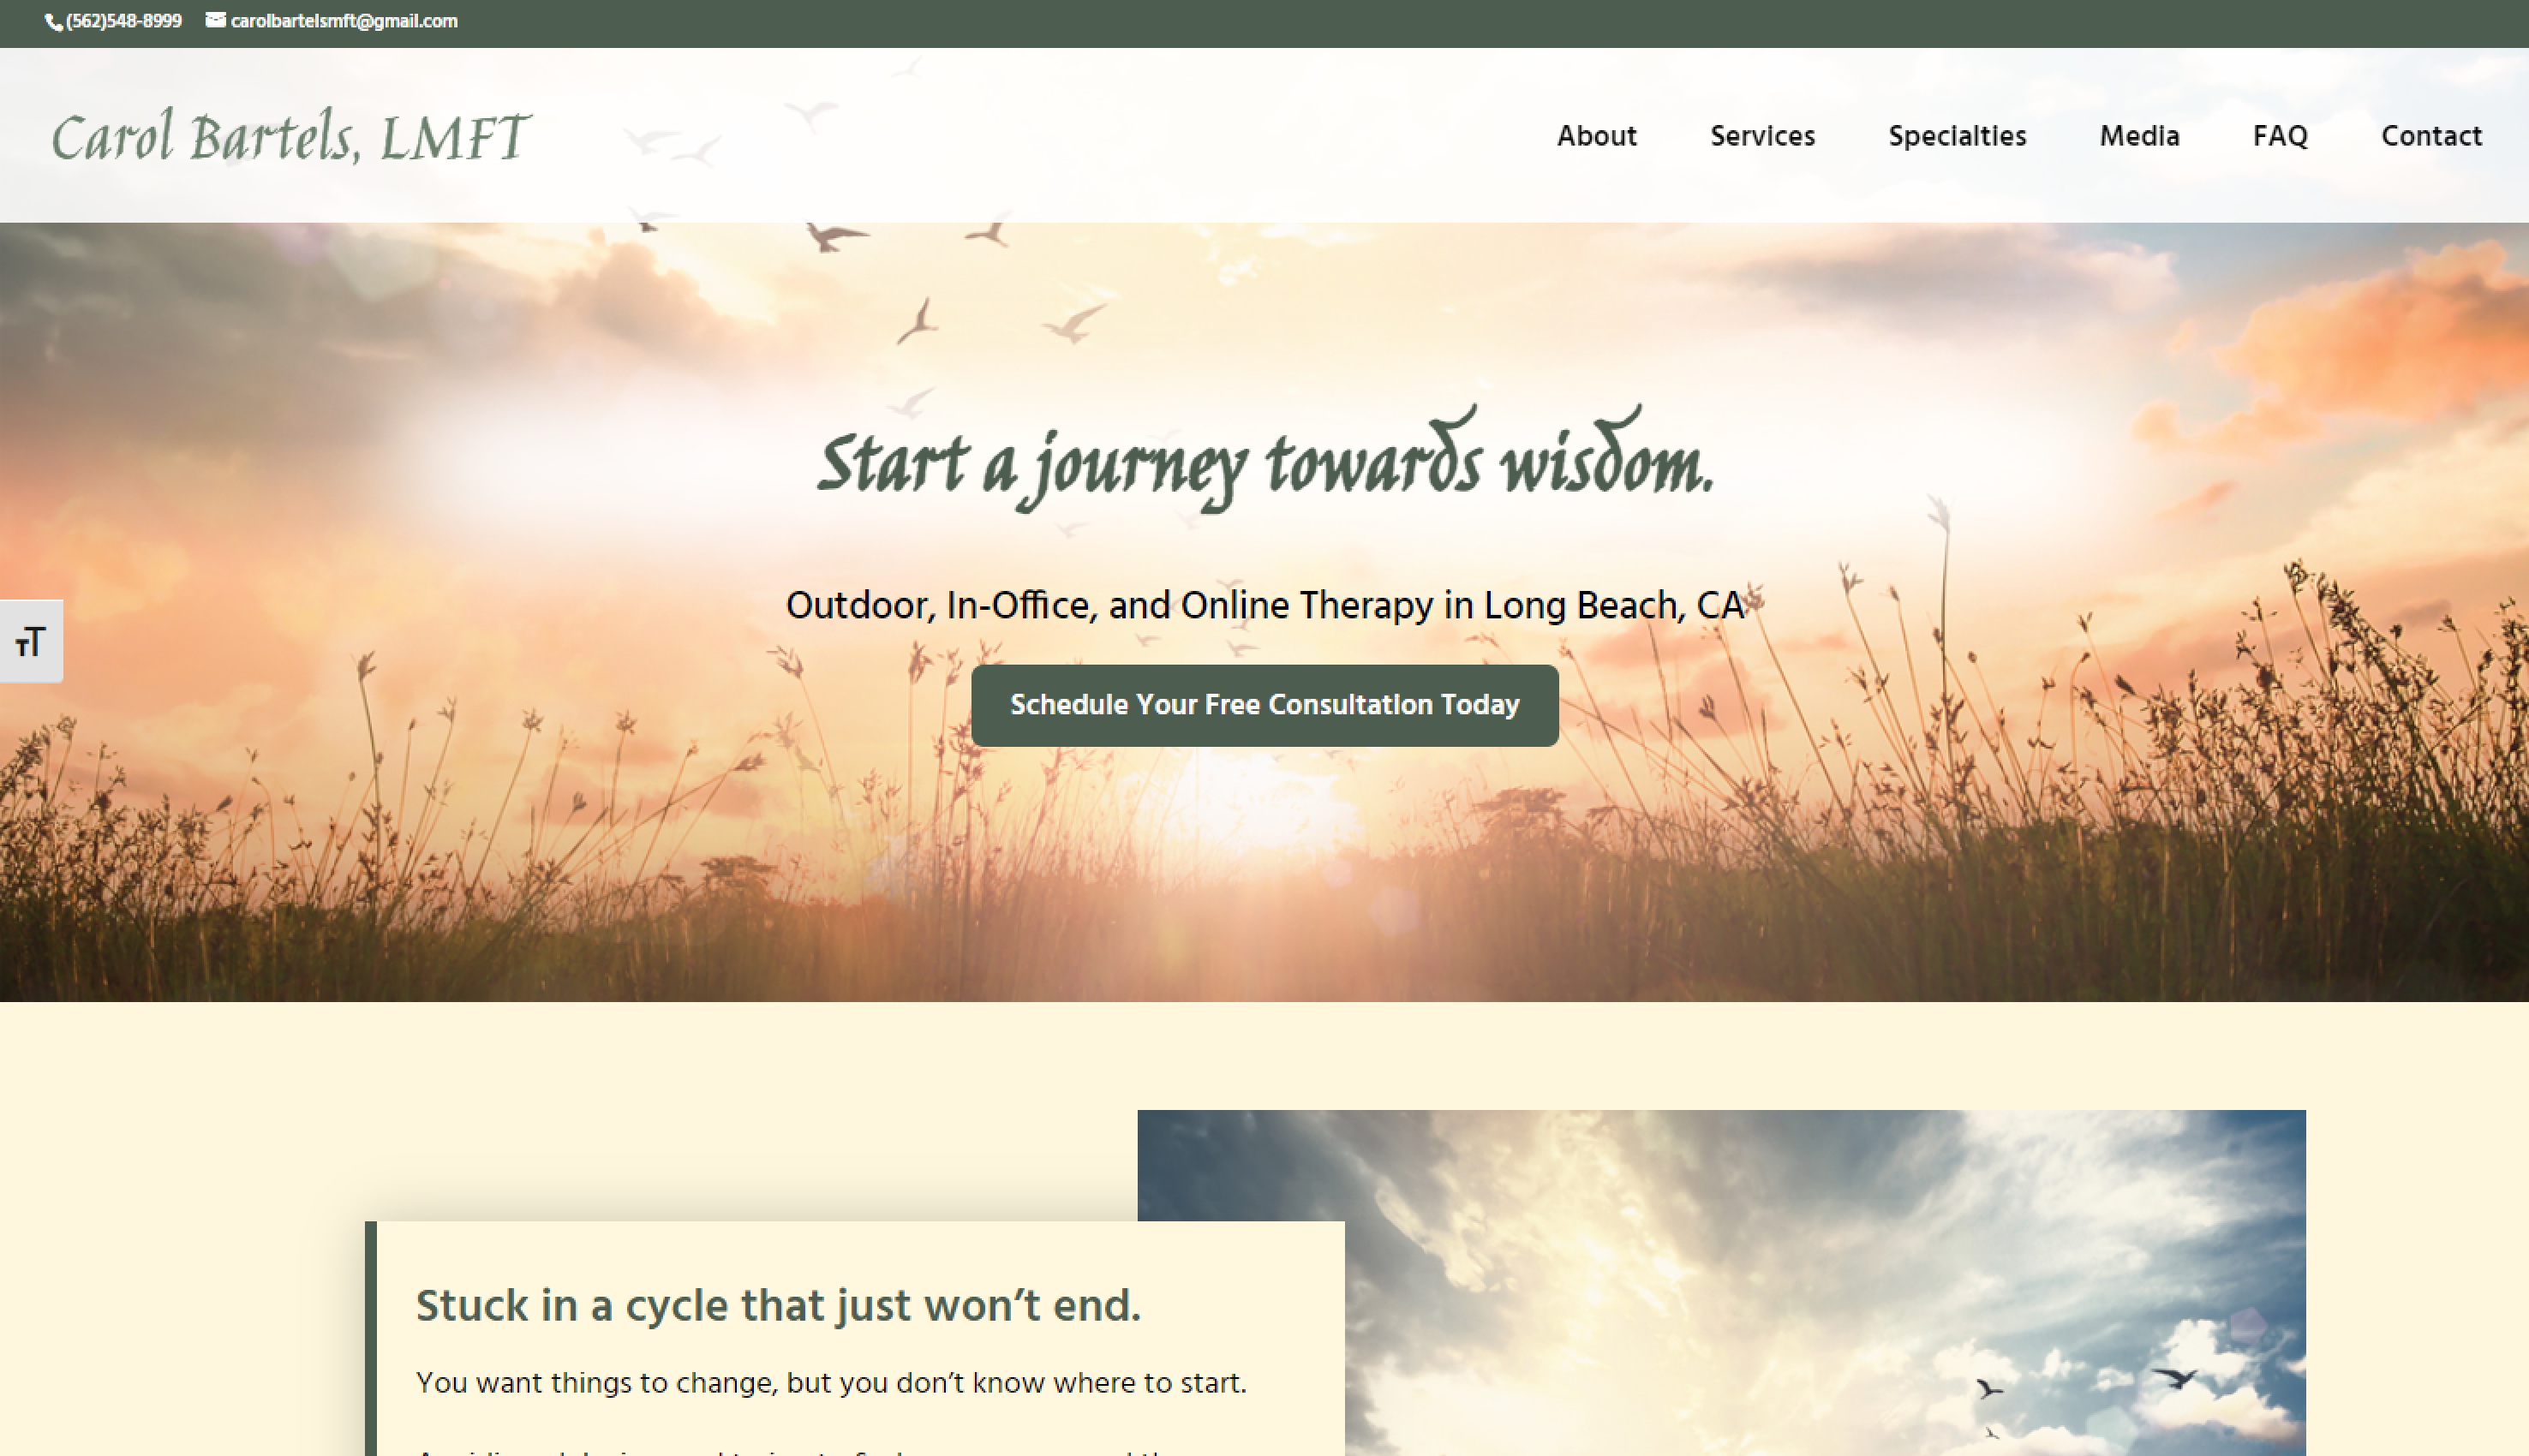 (562)548-8999 carolbartelsmft@gmail.com
Carol Bartels, LMFT
About Services Specialties Media FAQ Contact
Start a journey towards wisdom.
Outdoor, In-Office, and Online Therapy in Long Beach, CA
TT
Schedule Your Free Consultation Today
Stuck in a cycle that just won’t end.
You want things to change, but you don’t know where to start.